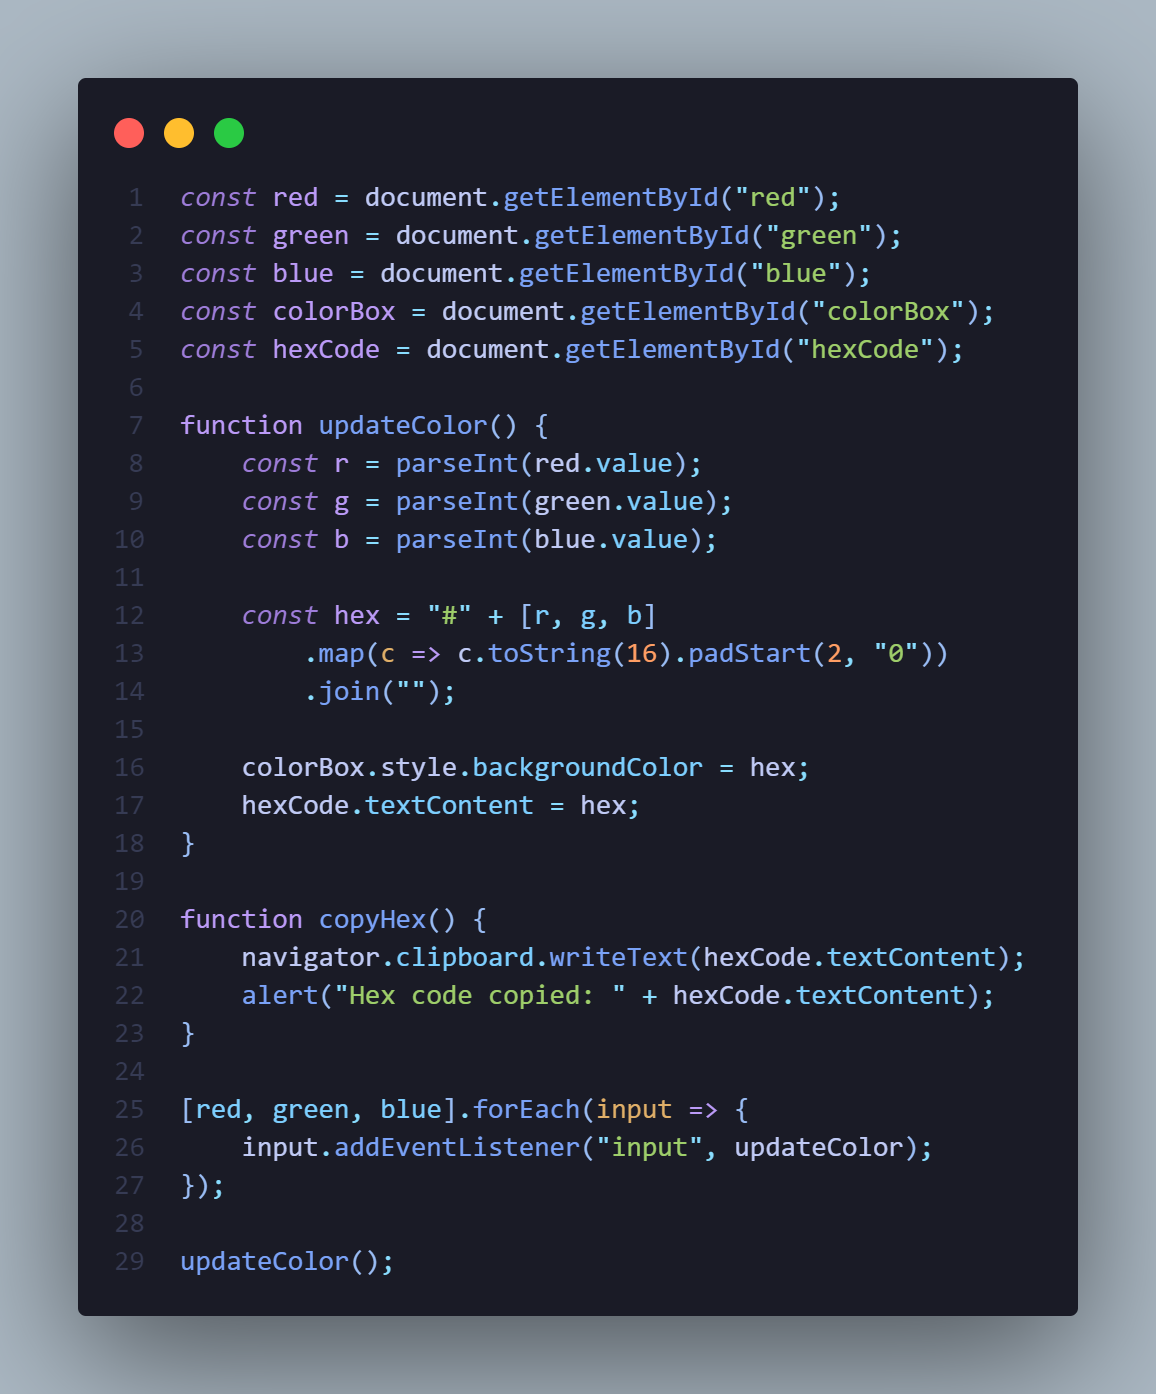 1 const red = document.getElementById("red");
2 const green = document.getElementById("green");
3 const blue = document.getElementById("blue");
4 const colorBox = document.getElementById("colorBox");
5 const hexCode = document.getElementById("hexCode");
6
7 function updateColor() {
8     const r = parseInt(red.value);
9     const g = parseInt(green.value);
10     const b = parseInt(blue.value);
11
12     const hex = "#" + [r, g, b]
13         .map(c => c.toString(16).padStart(2, "0"))
14         .join("");
15
16     colorBox.style.backgroundColor = hex;
17     hexCode.textContent = hex;
18 }
19
20 function copyHex() {
21     navigator.clipboard.writeText(hexCode.textContent);
22     alert("Hex code copied: " + hexCode.textContent);
23 }
24
25 [red, green, blue].forEach(input => {
26     input.addEventListener("input", updateColor);
27 });
28
29 updateColor();